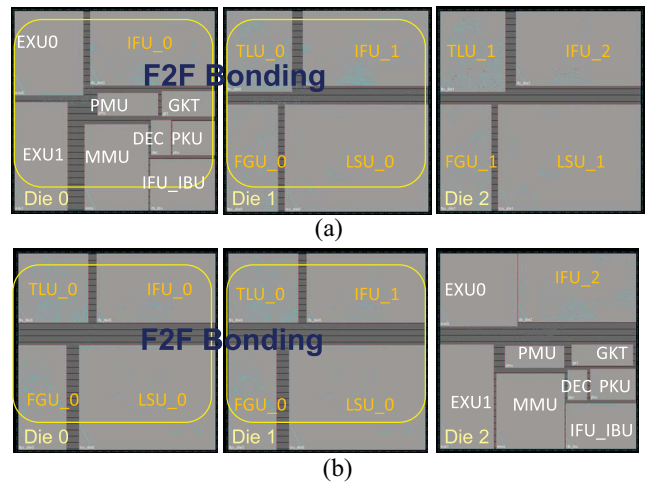 EXU0
IFU_0
TLU_0
IFU_1
TLU_1
IFU_2
F2F Bonding
PMU
GKT
EXU1
MMU
DEC
PKU
IFU_IBU
FGU_0
LSU_0
FGU_1
LSU_1
Die 0
Die 1
Die 2
(a)
TLU_0
IFU_0
TLU_0
IFU_1
EXU0
IFU_2
F2F Bonding
PMU
GKT
FGU_0
LSU_0
FGU_0
LSU_0
EXU1
MMU
DEC
PKU
IFU_IBU
Die 0
Die 1
Die 2
(b)